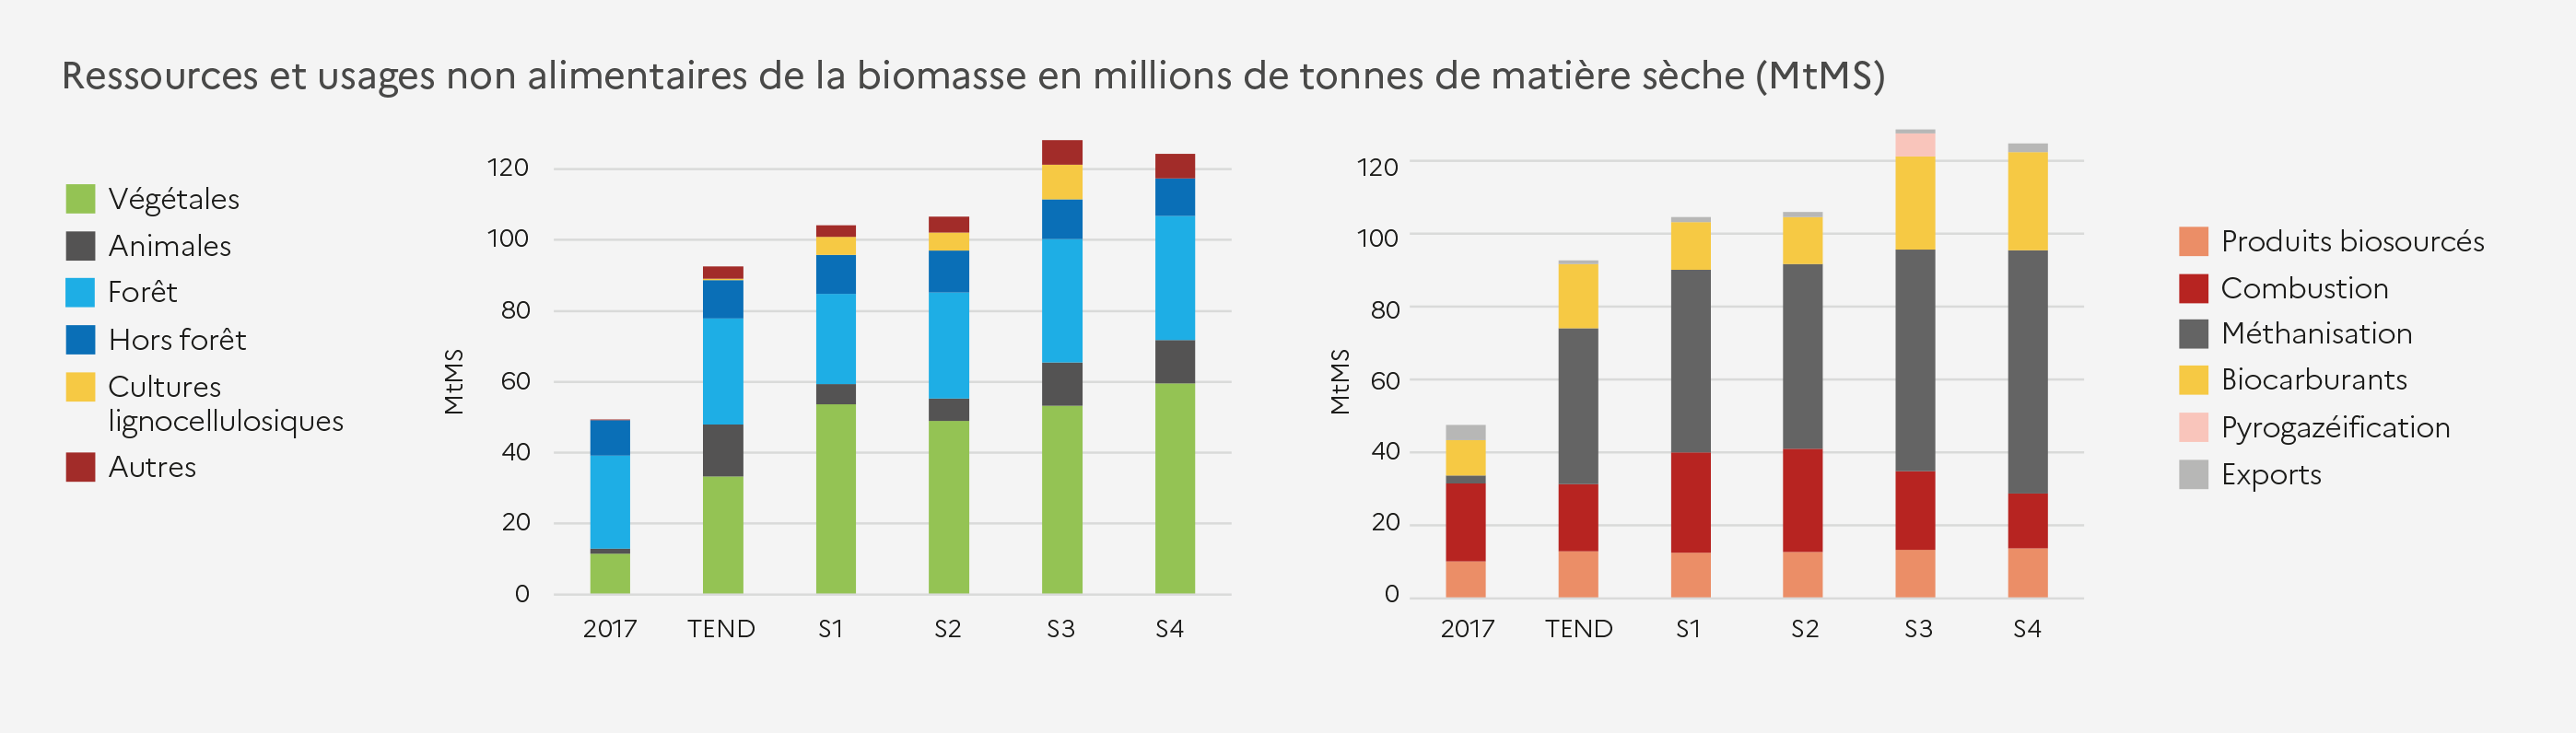 Ressources et usages non alimentaires de la biomasse en millions de tonnes de matière sèche (MtMS)
Végétales
Animales
Forêt
Hors forêt
Cultures
lignocellulosiques
Autres
MtMS
120
100
80
60
40
20
0
2017 TEND S1 S2 S3 S4
MtMS
120
100
80
60
40
20
0
2017 TEND S1 S2 S3 S4
Produits biosourcés
Combustion
Méthanisation
Biocarburants
Pyrogazéification
Exports